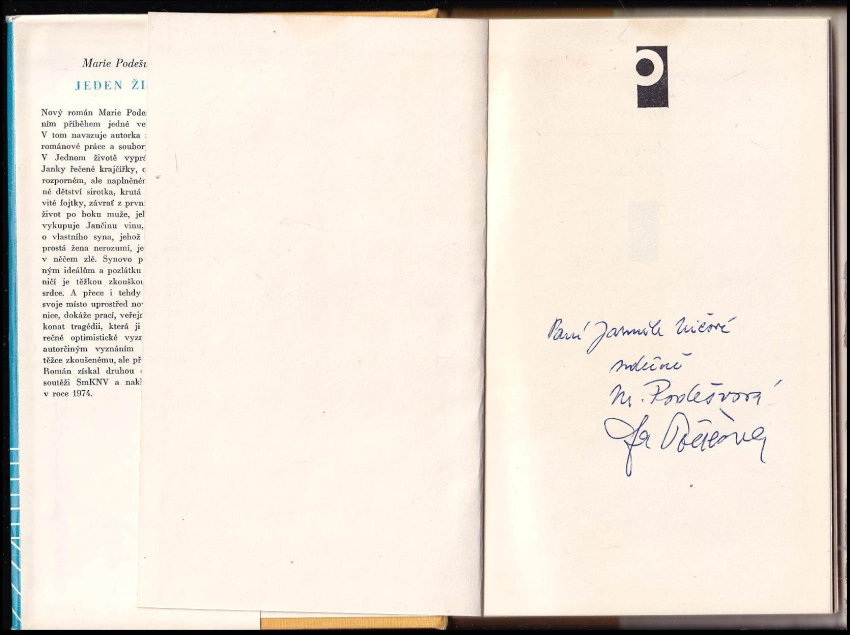 Marie Podešv
JEDEN ŽI
Nový román Marie Pode
ním příběhem jedné ve
V tom navazuje autorka
románové práce a soubor
V Jednom životě vyprá
Janky řečené krajčířky,
rozporném, ale naplněném
né dětství sirotka, krutá
vité fojtky, závrať z prvn
život po boku muže, je
vykupuje Jančinu vinu,
o vlastního syna, jehož
prostá žena nerozumí, je
v něčem zlé. Synovo p
ným ideálům a pozlátku
ničí je těžkou zkouškou
srdce. A přece i tehdy
svoje místo uprostřed no
nice, dokáže prací, veřej
konat tragédii, která ji
rečně optimistické vyz
autorčiným vyznáním
těžce zkoušenému, ale př
Román získal druhou
soutěži SmKNV a nakl
v roce 1974.
Paní Jarmile
srdečně
M. Podešvová